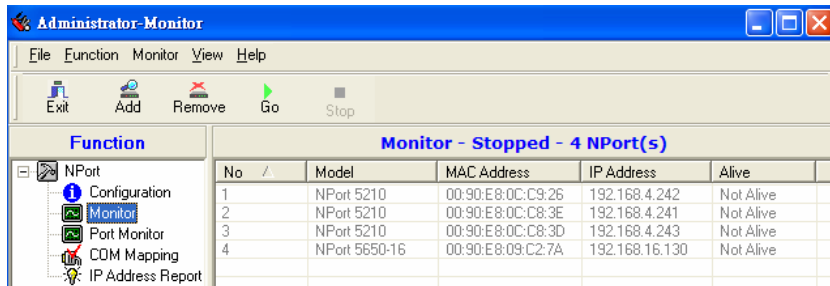 Administrator-Monitor
File Function Monitor View Help
Exit Add Remove Go Stop
Function
Monitor - Stopped - 4 NPort(s)
NPort
Configuration
Monitor
Port Monitor
COM Mapping
IP Address Report
No Model MAC Address IP Address Alive
1 NPort 5210 00:90:E8:0C:C9:26 192.168.4.242 Not Alive
2 NPort 5210 00:90:E8:0C:C8:3E 192.168.4.241 Not Alive
3 NPort 5210 00:90:E8:0C:C8:3D 192.168.4.243 Not Alive
4 NPort 5650-16 00:90:E8:09:C2:7A 192.168.16.130 Not Alive